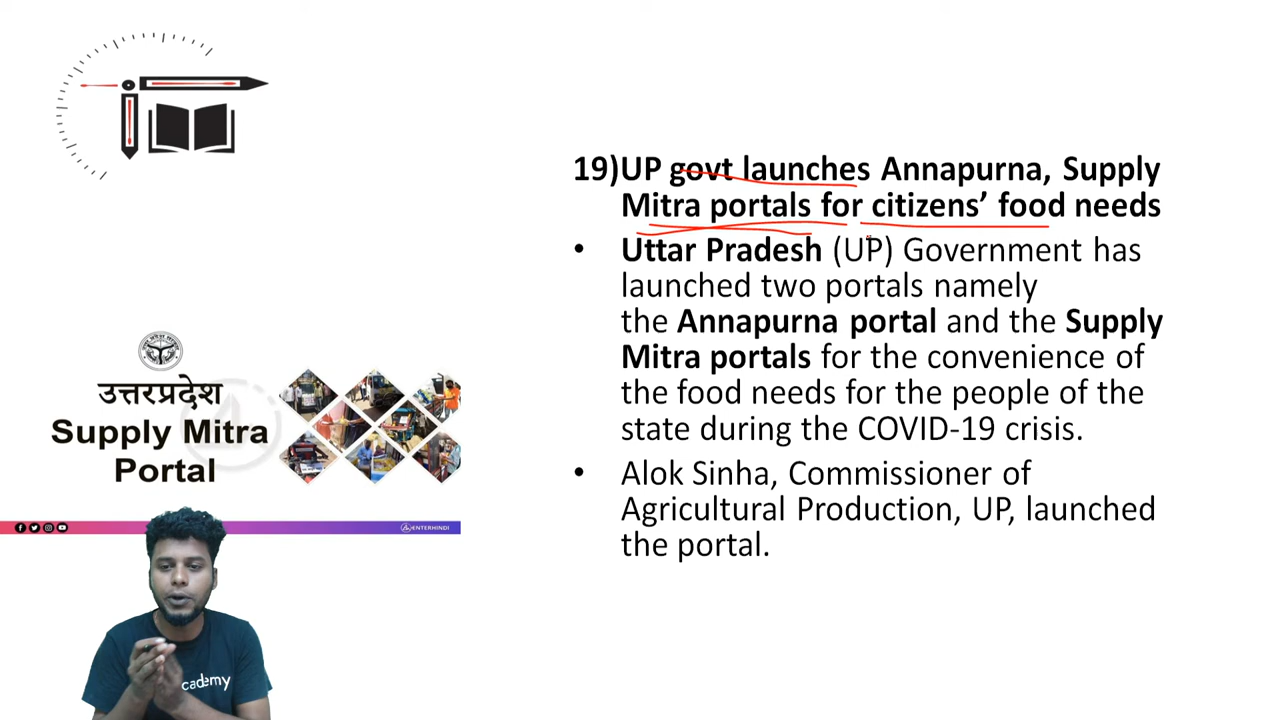 19)UP govt launches Annapurna, Supply
Mitra portals for citizens’ food needs
• Uttar Pradesh (UP) Government has
launched two portals namely
the Annapurna portal and the Supply
Mitra portals for the convenience of
the food needs for the people of the
state during the COVID-19 crisis.
• Alok Sinha, Commissioner of
Agricultural Production, UP, launched
the portal.
उत्तरप्रदेश
Supply Mitra
Portal
ENTERHINDI
cademy